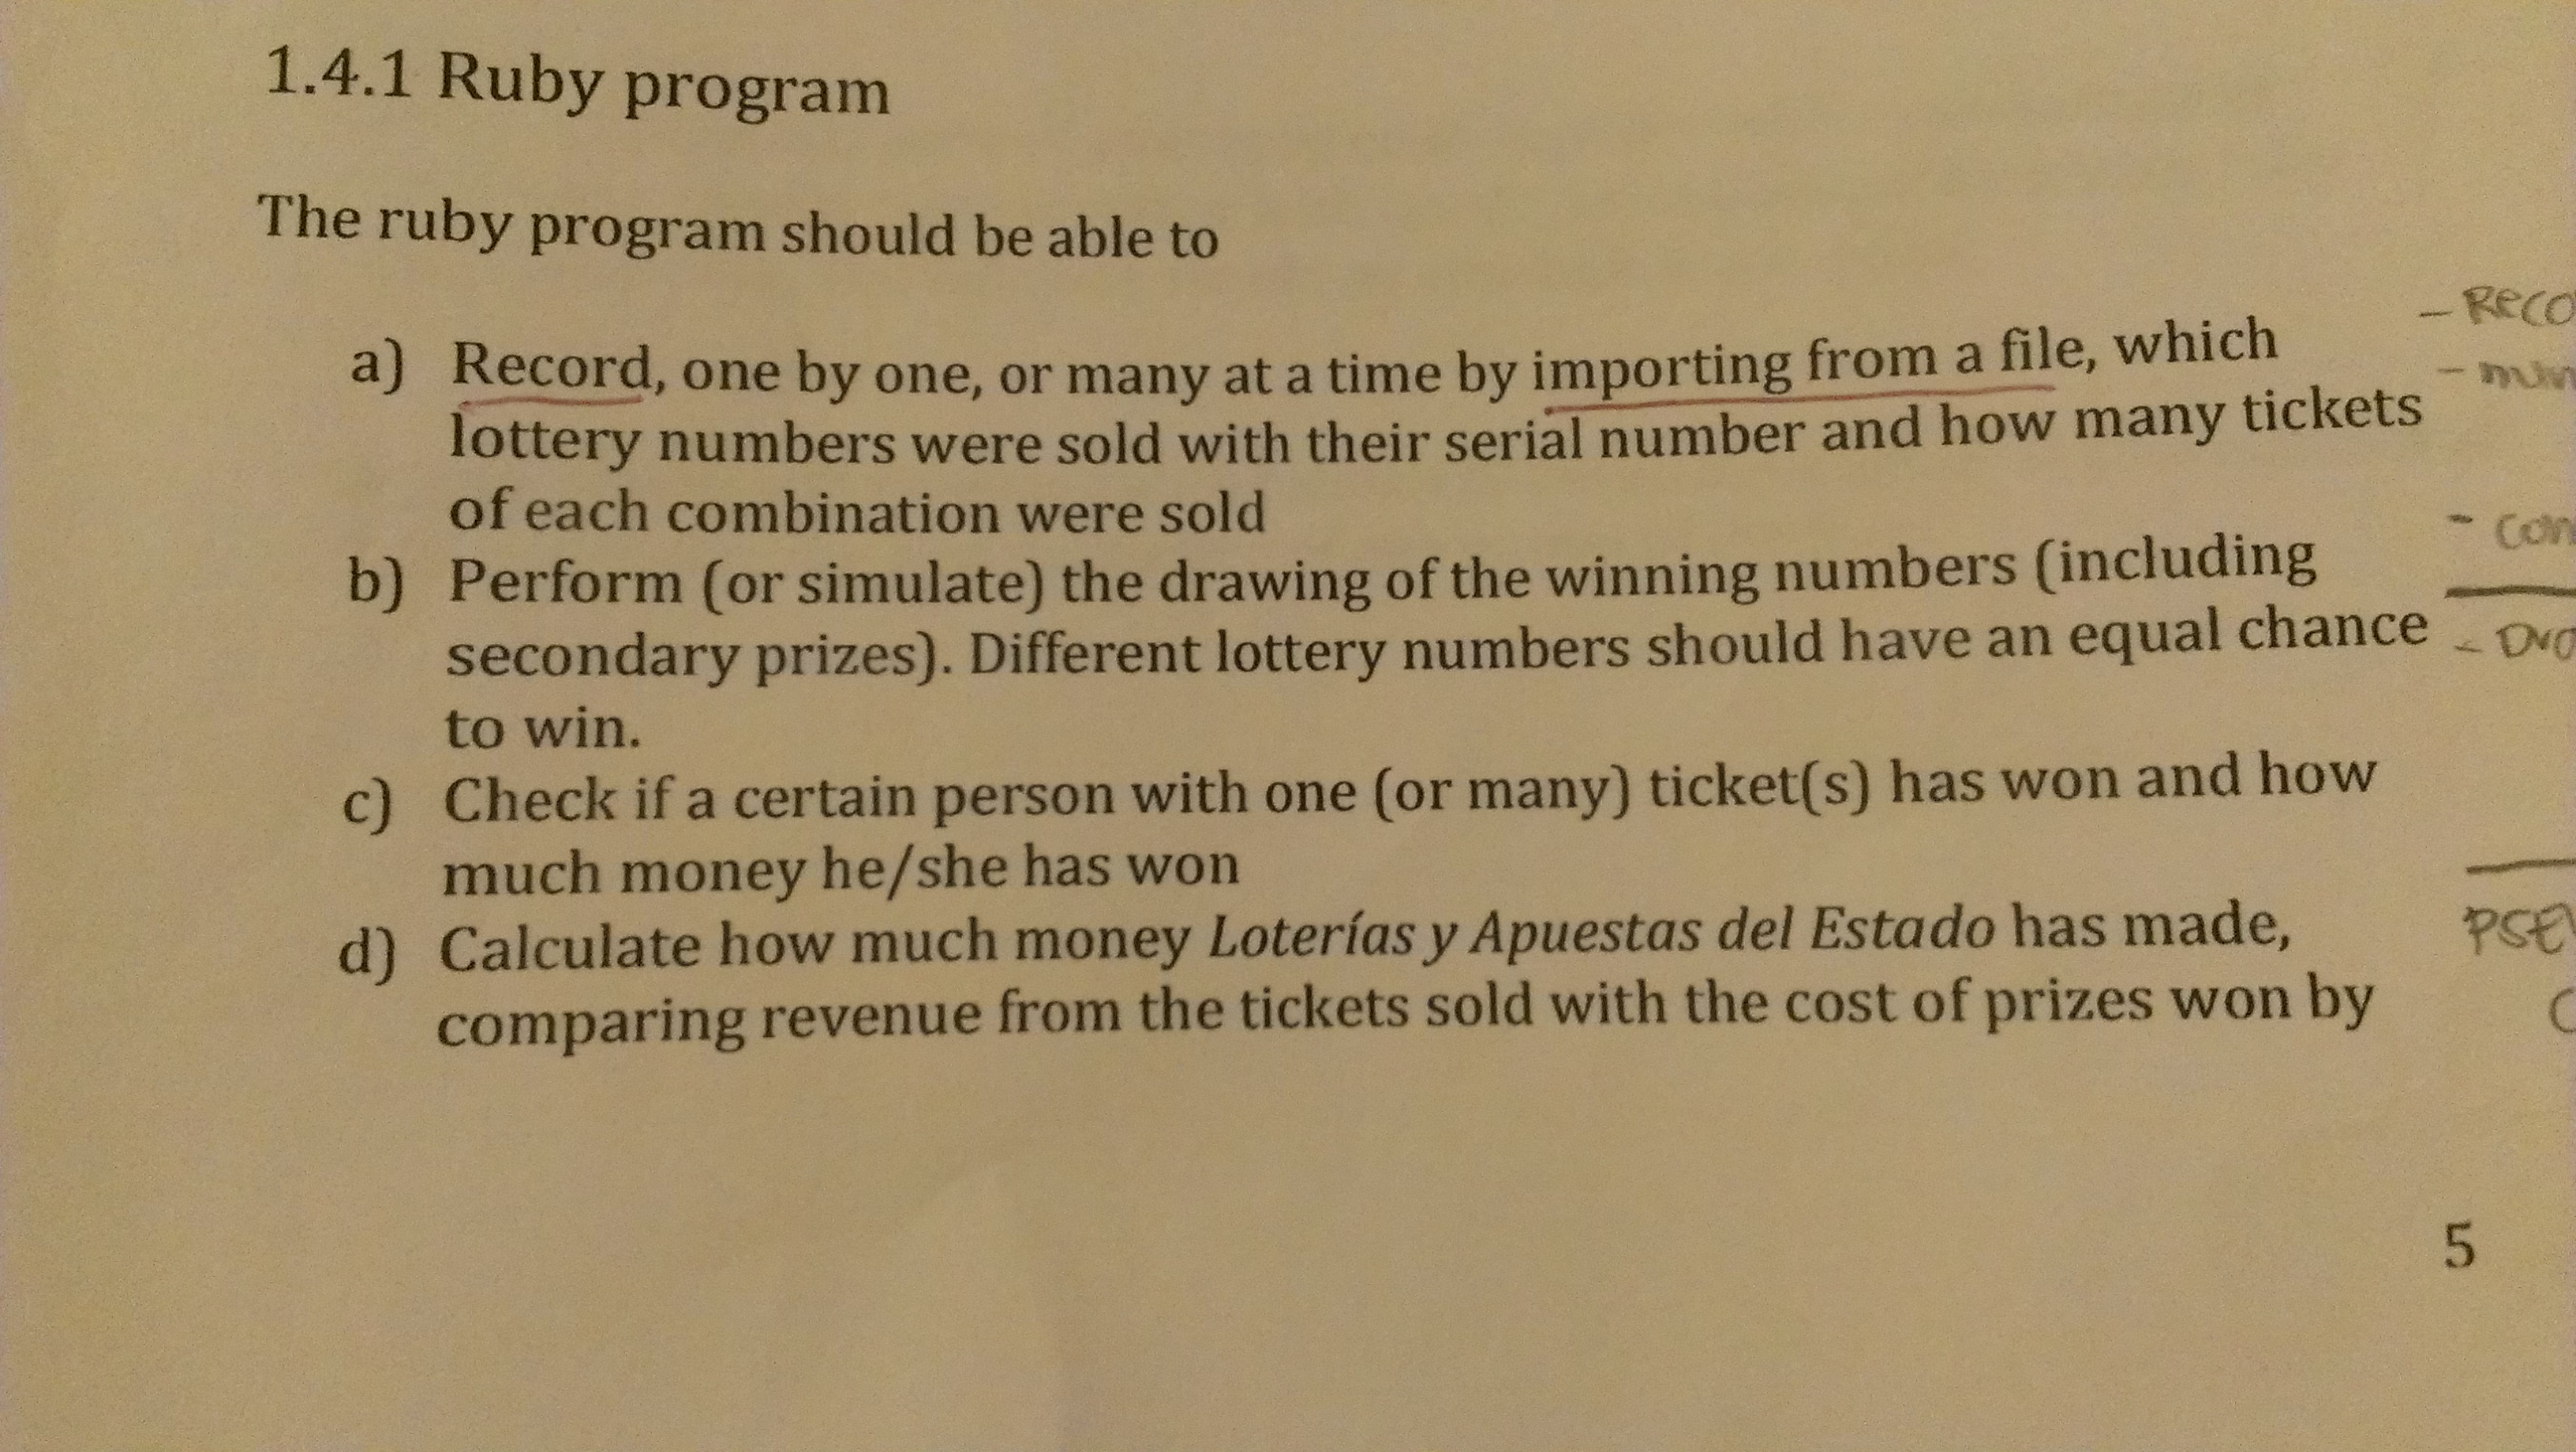 1.4.1 Ruby program
The ruby program should be able to
a) Record, one by one, or many at a time by importing from a file, which
lottery numbers were sold with their serial number and how many tickets
of each combination were sold
b) Perform (or simulate) the drawing of the winning numbers (including
secondary prizes). Different lottery numbers should have an equal chance
to win.
c) Check if a certain person with one (or many) ticket(s) has won and how
much money he/she has won
d) Calculate how much money Loterías y Apuestas del Estado has made,
comparing revenue from the tickets sold with the cost of prizes won by
5